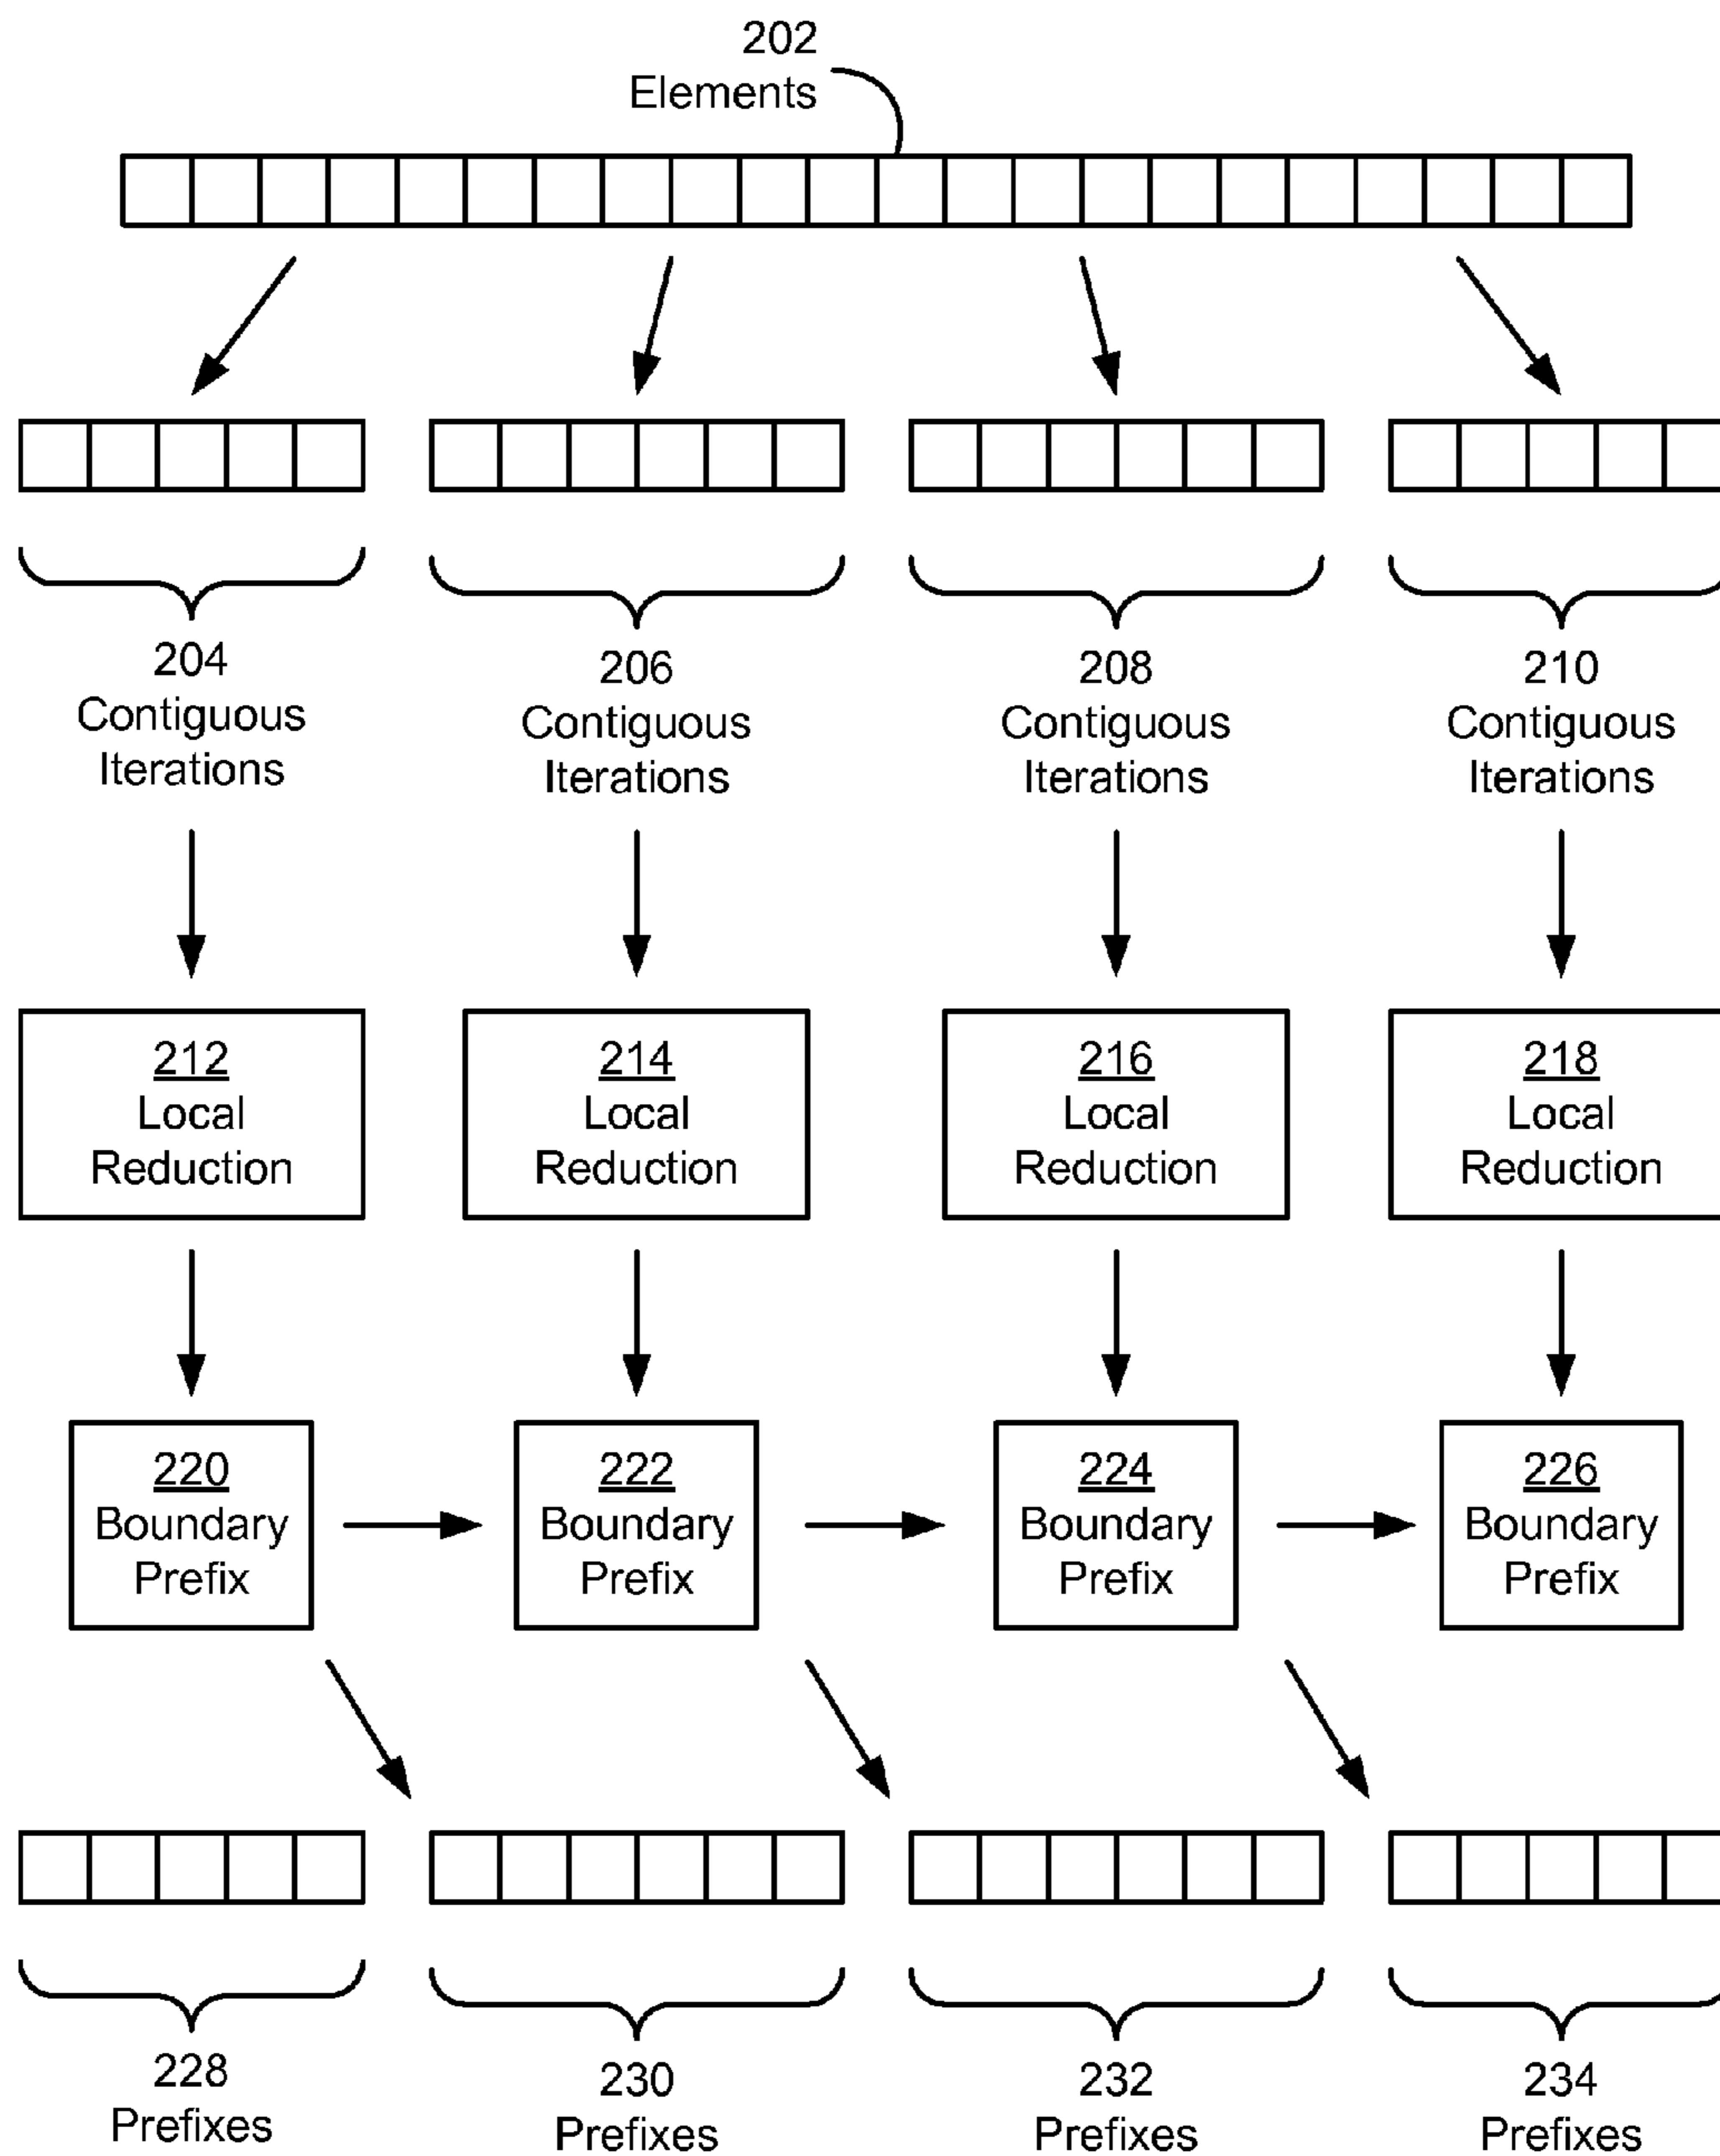 202
Elements
204
Contiguous
Iterations
206
Contiguous
Iterations
208
Contiguous
Iterations
210
Contiguous
Iterations
212
Local
Reduction
214
Local
Reduction
216
Local
Reduction
218
Local
Reduction
220
Boundary
Prefix
222
Boundary
Prefix
224
Boundary
Prefix
226
Boundary
Prefix
228
Prefixes
230
Prefixes
232
Prefixes
234
Prefixes